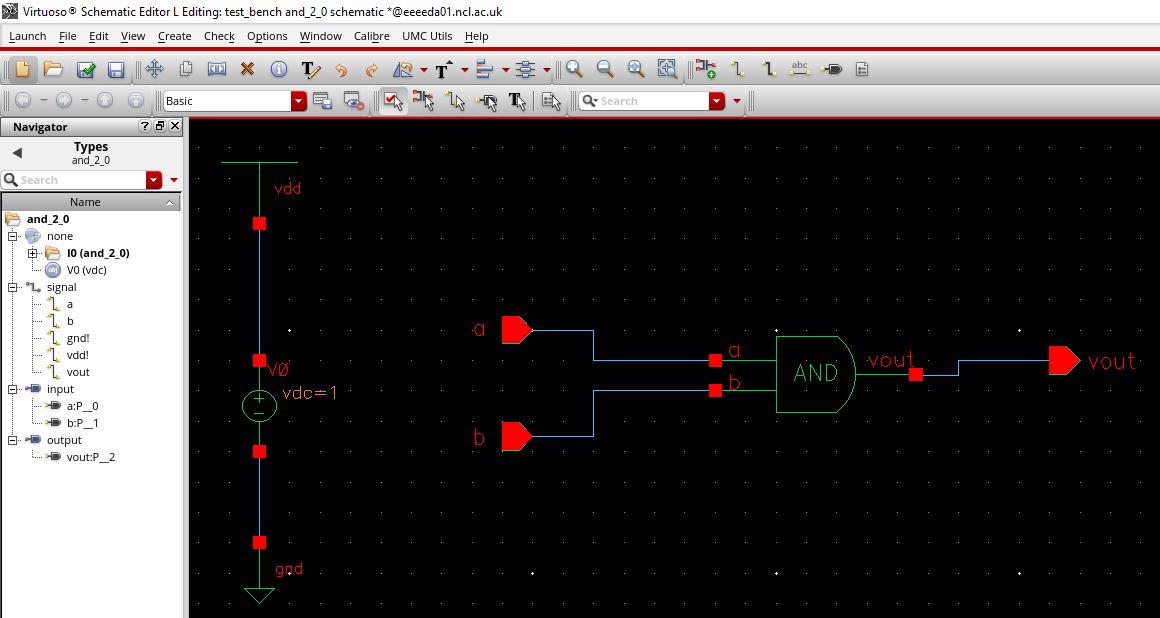 Virtuoso® Schematic Editor L Editing: test_bench and_2_0 schematic *@eeeeda01.ncl.ac.uk
Launch File Edit View Create Check Options Window Calibre UMC Utils Help
abc
Basic
Search
Navigator
Types
and_2_0
Search
Name
and_2_0
none
I0 (and_2_0)
V0 (vdc)
signal
a
b
gnd!
vdd!
vout
input
a:P__0
b:P__1
output
vout:P__2
vdd
V0
vdc=1
gnd
a
b
a
b
AND
vout
vout